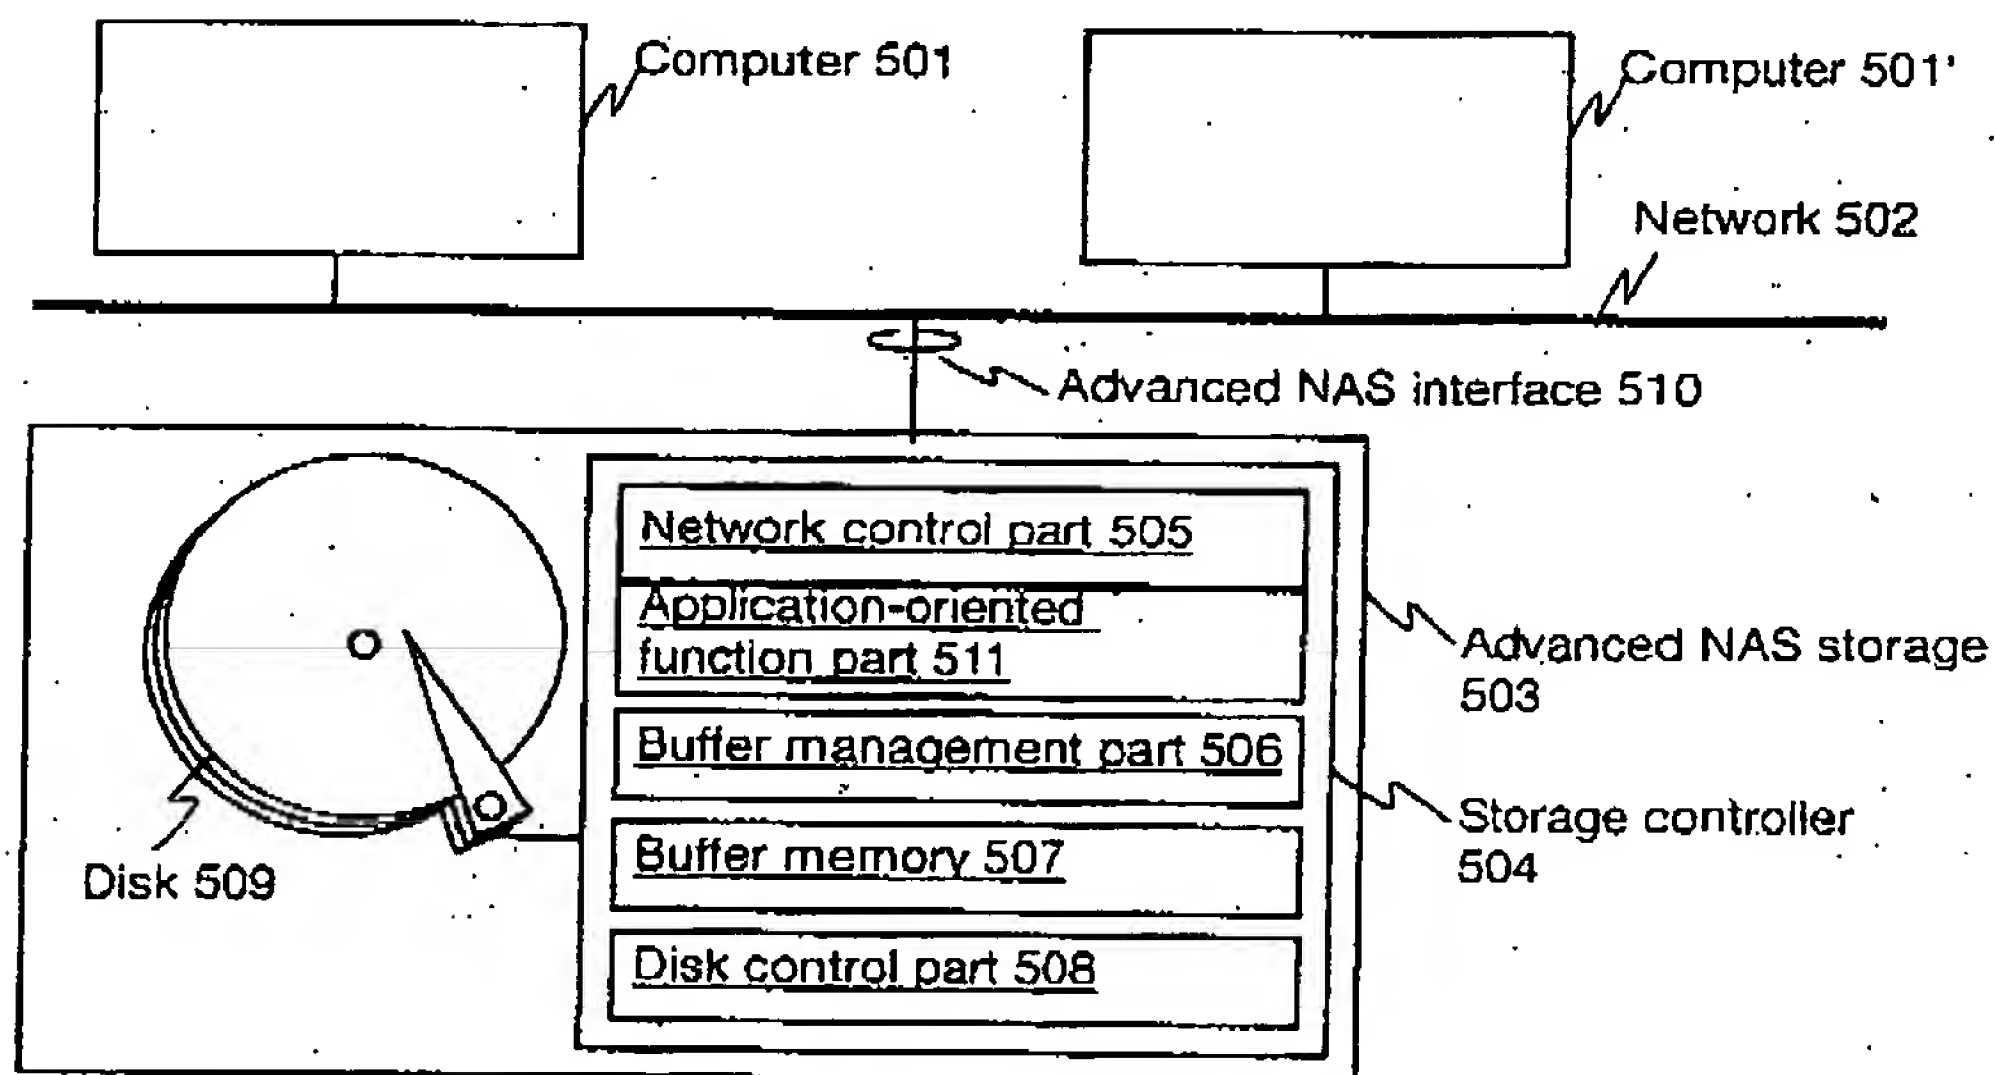 Computer 501
Computer 501'
Network 502
Advanced NAS interface 510
Network control part 505
Application-oriented
function part 511
Advanced NAS storage
503
Buffer management part 506
Storage controller
504
Buffer memory 507
Disk 509
Disk control part 508